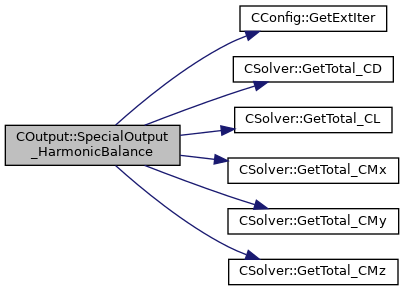 COutput::SpecialOutput
_HarmonicBalance
CConfig::GetExtIter
CSolver::GetTotal_CD
CSolver::GetTotal_CL
CSolver::GetTotal_CMx
CSolver::GetTotal_CMy
CSolver::GetTotal_CMz